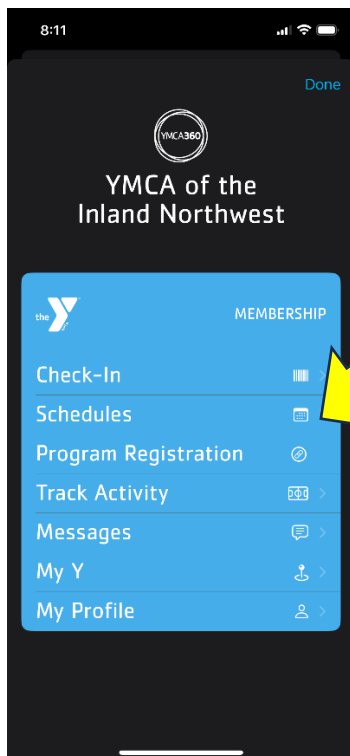 8:11
Done
YMCA360
YMCA of the
Inland Northwest
the Y
MEMBERSHIP
Check-In
Schedules
Program Registration
Track Activity
Messages
My Y
My Profile